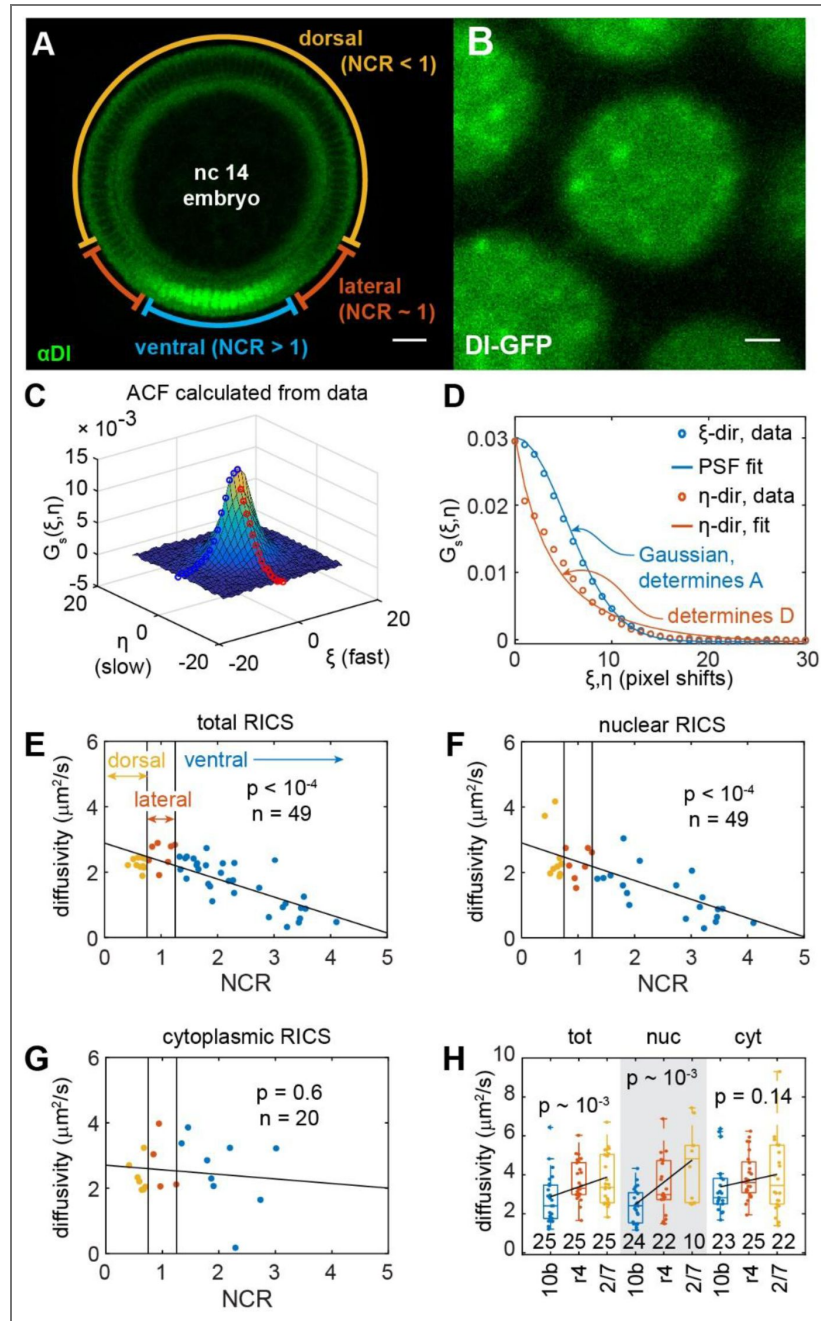 A
dorsal
(NCR < 1)
nc 14
embryo
lateral
(NCR ~ 1)
ventral (NCR > 1)
αDl
B
Dl-GFP
C
ACF calculated from data
× 10⁻³
15
10
5
0
-5
Gₛ(ξ,η)
20
0
-20
η
(slow)
-20
0
20
ξ (fast)
D
0.03
0.02
0.01
0
Gₛ(ξ,η)
ξ-dir, data
PSF fit
η-dir, data
η-dir, fit
Gaussian,
determines A
determines D
0 10 20 30
ξ,η (pixel shifts)
E
total RICS
6
4
2
0
diffusivity (μm²/s)
dorsal
ventral
lateral
p < 10⁻⁴
n = 49
0 1 2 3 4 5
NCR
F
nuclear RICS
6
4
2
0
diffusivity (μm²/s)
p < 10⁻⁴
n = 49
0 1 2 3 4 5
NCR
G
cytoplasmic RICS
6
4
2
0
diffusivity (μm²/s)
p = 0.6
n = 20
0 1 2 3 4 5
NCR
H
tot nuc cyt
10
8
6
4
2
0
diffusivity (μm²/s)
p ~ 10⁻³
p ~ 10⁻³
p = 0.14
25 25 25 24 22 10 23 25 22
10b r4 2/7 10b r4 2/7 10b r4 2/7